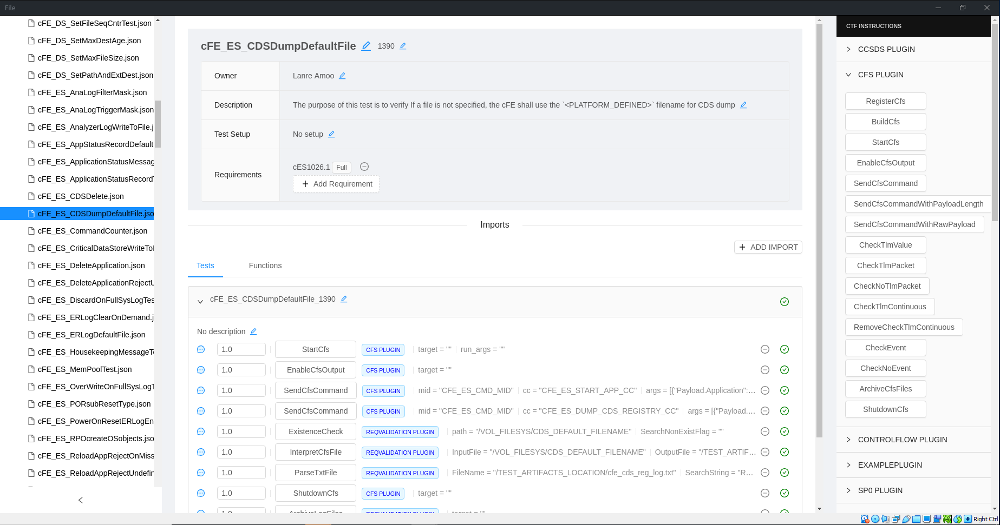 File
cFE_DS_SetFileSeqCntrTest.json
cFE_DS_SetMaxDestAge.json
cFE_DS_SetMaxFileSize.json
cFE_DS_SetPathAndExtDest.json
cFE_ES_AnaLogFilterMask.json
cFE_ES_AnaLogTriggerMask.json
cFE_ES_AnalyzerLogWriteToFile.j
cFE_ES_AppStatusRecordDefault
cFE_ES_ApplicationStatusMessag
cFE_ES_ApplicationStatusRecord
cFE_ES_CDSDelete.json
cFE_ES_CDSDumpDefaultFile.jso
cFE_ES_CommandCounter.json
cFE_ES_CriticalDataStoreWriteTo
cFE_ES_DeleteApplication.json
cFE_ES_DeleteApplicationRejectU
cFE_ES_DiscardOnFullSysLogTes
cFE_ES_ERLogClearOnDemand.j
cFE_ES_ERLogDefaultFile.json
cFE_ES_HousekeepingMessageTe
cFE_ES_MemPoolTest.json
cFE_ES_OverWriteOnFullSysLogT
cFE_ES_PORsubResetType.json
cFE_ES_PowerOnResetERLogEn
cFE_ES_RPOcreateOSobjects.jso
cFE_ES_ReloadAppRejectOnMiss
cFE_ES_ReloadAppRejectUndefin
cFE_ES_CDSDumpDefaultFile 1390
Owner Lanre Amoo
Description The purpose of this test is to verify If a file is not specified, the cFE shall use the `<PLATFORM_DEFINED>` filename for CDS dump
Test Setup No setup
Requirements cES1026.1 Full
+ Add Requirement
Imports
+ ADD IMPORT
Tests Functions
cFE_ES_CDSDumpDefaultFile_1390
No description
1.0 StartCfs CFS PLUGIN target = "" run_args = ""
1.0 EnableCfsOutput CFS PLUGIN target = ""
1.0 SendCfsCommand CFS PLUGIN mid = "CFE_ES_CMD_MID" cc = "CFE_ES_START_APP_CC" args = [{"Payload.Application":...
1.0 SendCfsCommand CFS PLUGIN mid = "CFE_ES_CMD_MID" cc = "CFE_ES_DUMP_CDS_REGISTRY_CC" args = [{"Payload....
1.0 ExistenceCheck REQVALIDATION PLUGIN path = "/VOL_FILESYS/CDS_DEFAULT_FILENAME" SearchNonExistFlag = ""
1.0 InterpretCfsFile REQVALIDATION PLUGIN InputFile = "/VOL_FILESYS/CDS_DEFAULT_FILENAME" OutputFile = "/TEST_ARTIF...
1.0 ParseTxtFile REQVALIDATION PLUGIN FileName = "/TEST_ARTIFACTS_LOCATION/cfe_cds_reg_log.txt" SearchString = "R...
1.0 ShutdownCfs CFS PLUGIN target = ""
1.0 ArchiveLogFiles REQVALIDATION PLUGIN target = ""
CTF INSTRUCTIONS
CCSDS PLUGIN
CFS PLUGIN
RegisterCfs
BuildCfs
StartCfs
EnableCfsOutput
SendCfsCommand
SendCfsCommandWithPayloadLength
SendCfsCommandWithRawPayload
CheckTlmValue
CheckTlmPacket
CheckNoTlmPacket
CheckTlmContinuous
RemoveCheckTlmContinuous
CheckEvent
CheckNoEvent
ArchiveCfsFiles
ShutdownCfs
CONTROLFLOW PLUGIN
EXAMPLEPLUGIN
SP0 PLUGIN
Right Ctrl